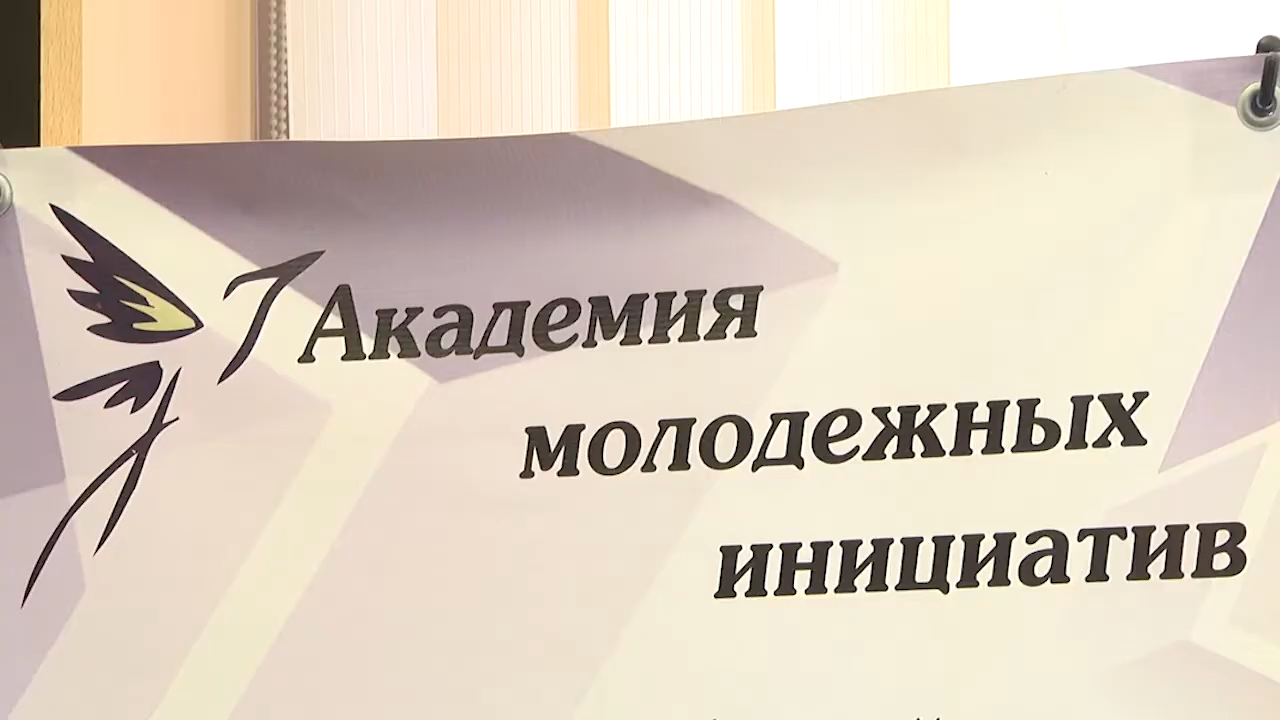 Академия
молодежных
инициатив